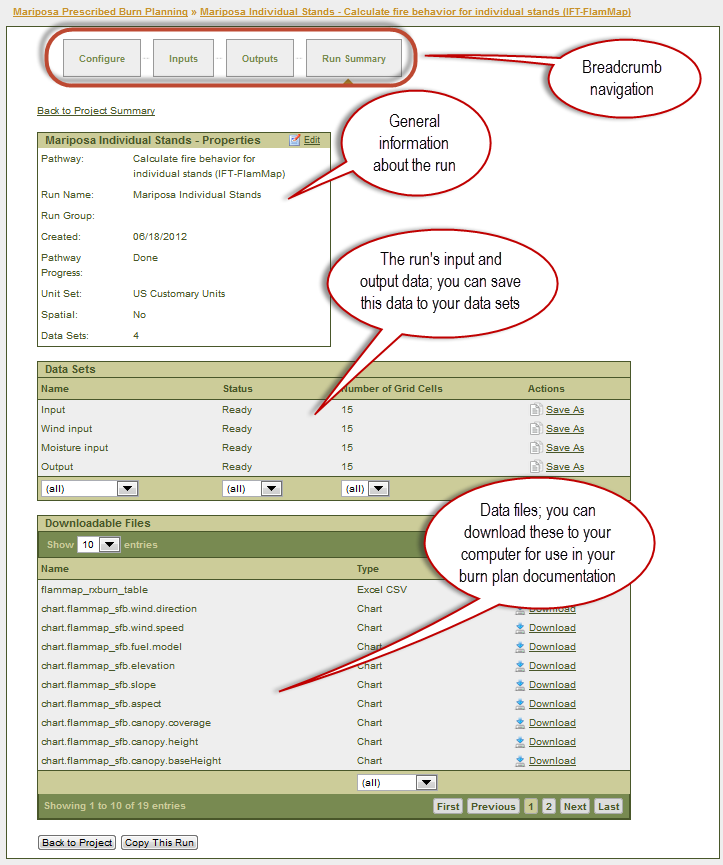 Mariposa Prescribed Burn Planning » Mariposa Individual Stands - Calculate fire behavior for individual stands (IFT-FlamMap)
Configure Inputs Outputs Run Summary
Breadcrumb
navigation
Back to Project Summary
General
information
about the run
Mariposa Individual Stands - Properties Edit
Pathway: Calculate fire behavior for
individual stands (IFT-FlamMap)
Run Name: Mariposa Individual Stands
Run Group:
Created: 06/18/2012
Pathway Done
Progress:
Unit Set: US Customary Units
Spatial: No
Data Sets: 4
The run's input and
output data; you can save
this data to your data sets
Data Sets
Name Status Number of Grid Cells Actions
Input Ready 15 Save As
Wind input Ready 15 Save As
Moisture input Ready 15 Save As
Output Ready 15 Save As
(all) (all) (all)
Data files; you can
download these to your
computer for use in your
burn plan documentation
Downloadable Files
Show 10 entries
Name Type
flammap_rxburn_table Excel CSV
chart.flammap_sfb.wind.direction Chart Download
chart.flammap_sfb.wind.speed Chart Download
chart.flammap_sfb.fuel.model Chart Download
chart.flammap_sfb.elevation Chart Download
chart.flammap_sfb.slope Chart Download
chart.flammap_sfb.aspect Chart Download
chart.flammap_sfb.canopy.coverage Chart Download
chart.flammap_sfb.canopy.height Chart Download
chart.flammap_sfb.canopy.baseHeight Chart Download
(all)
Showing 1 to 10 of 19 entries First Previous 1 2 Next Last
Back to Project Copy This Run